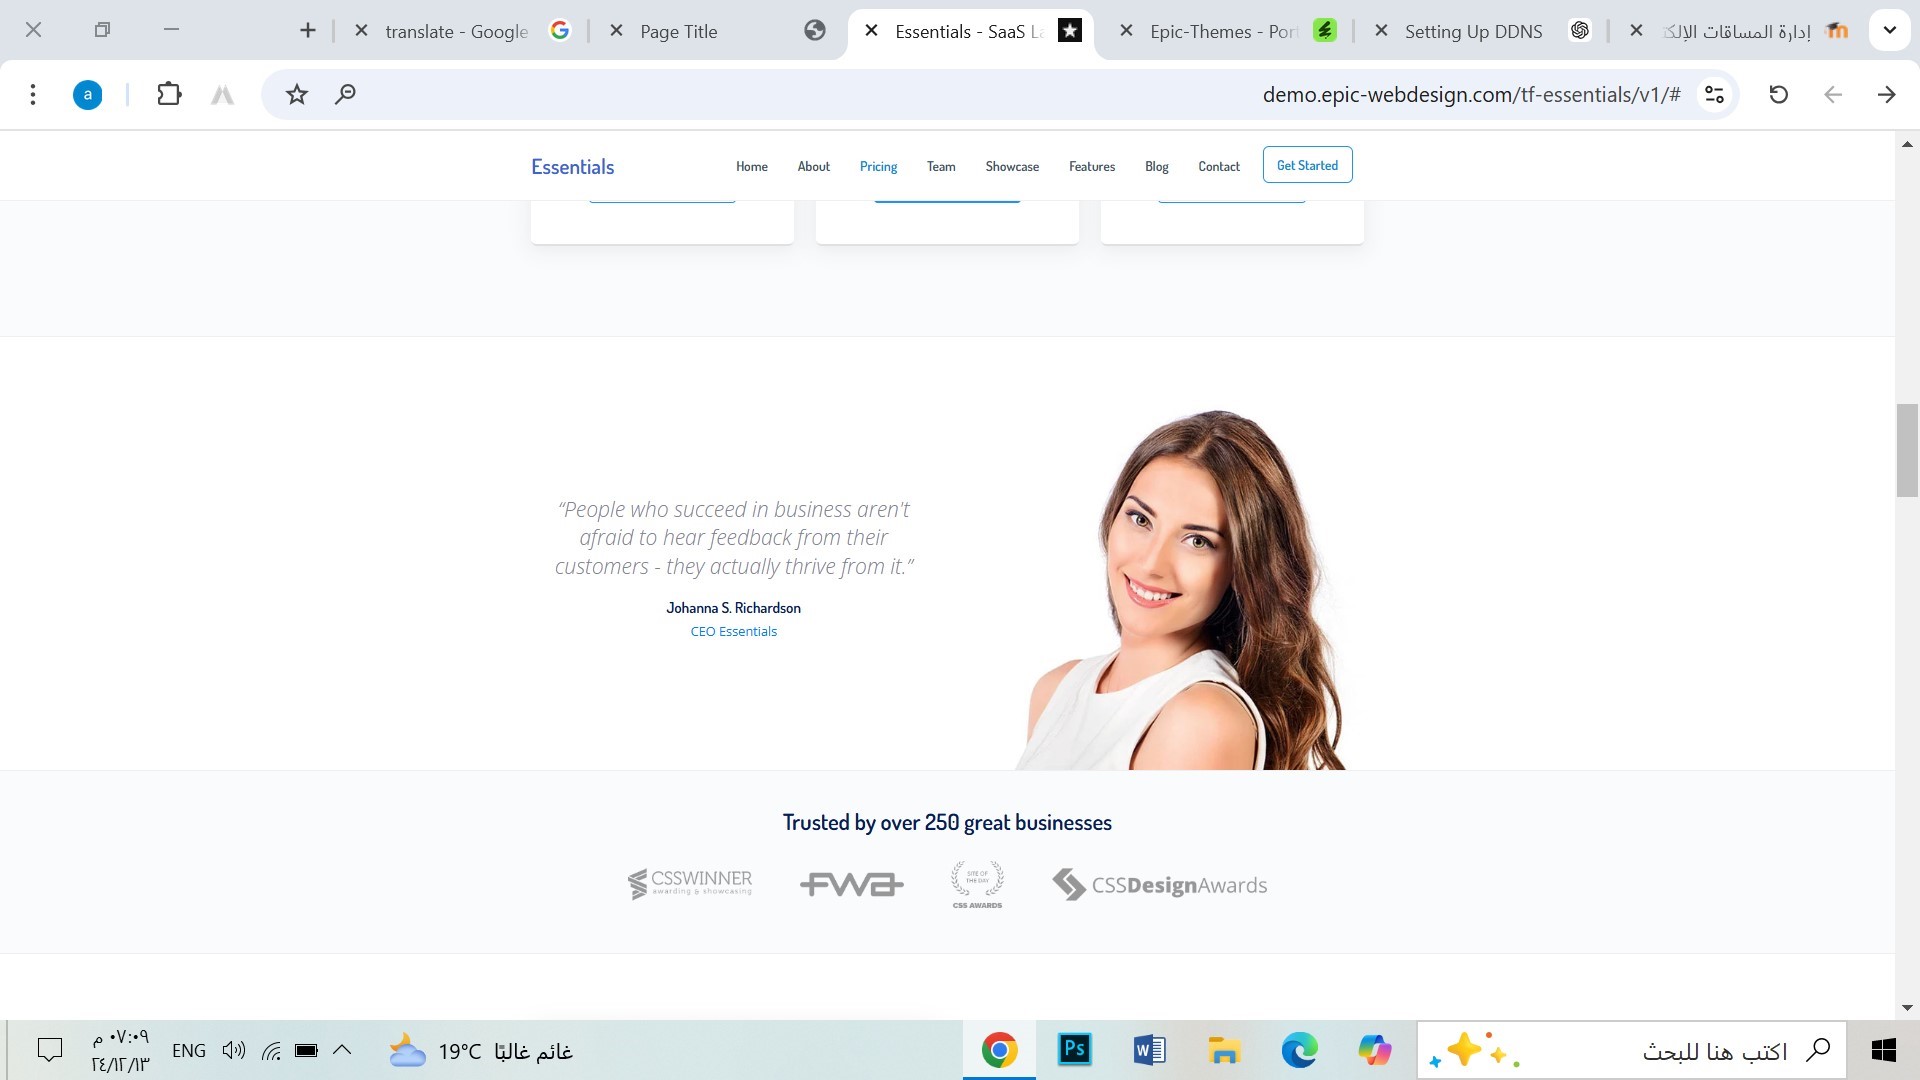 translate - Google
Page Title
Essentials - SaaS La
Epic-Themes - Por
Setting Up DDNS
إدارة المساقات الإلك
a
demo.epic-webdesign.com/tf-essentials/v1/#
Essentials
Home
About
Pricing
Team
Showcase
Features
Blog
Contact
Get Started
“People who succeed in business aren't
afraid to hear feedback from their
customers - they actually thrive from it.”
Johanna S. Richardson
CEO Essentials
Trusted by over 250 great businesses
CSSWINNER
awarding & showcasing
FWA
SITE OF
THE DAY
CSS AWARDS
CSSDesignAwards
٠٧:٠٩ م
٢٤/١٢/١٣
ENG
19°C غائم غالبًا
Ps
W
اكتب هنا للبحث